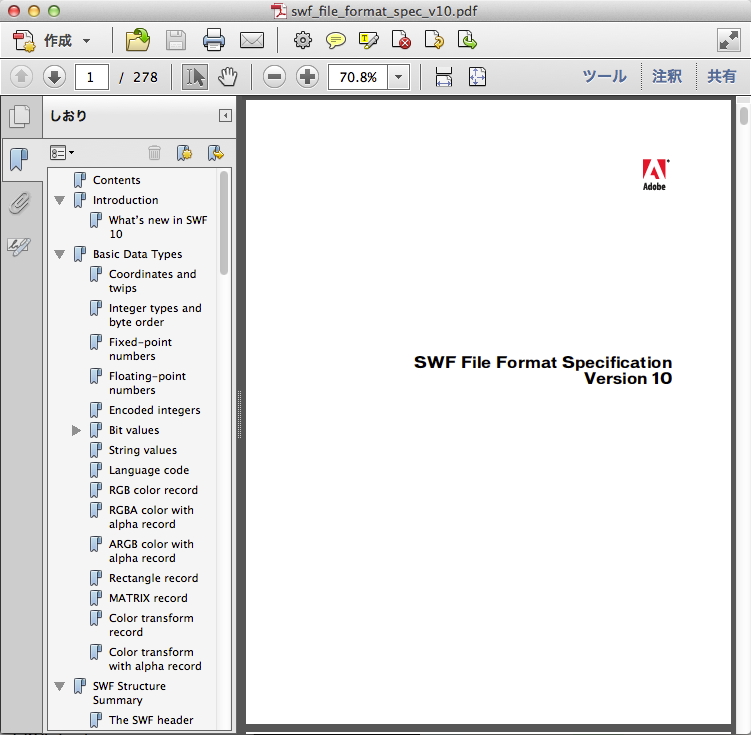 swf_file_format_spec_v10.pdf
作成
1 / 278
70.8%
ツール
注釈
共有
しおり
Contents
Introduction
What's new in SWF
10
Basic Data Types
Coordinates and
twips
Integer types and
byte order
Fixed-point
numbers
Floating-point
numbers
Encoded integers
Bit values
String values
Language code
RGB color record
RGBA color with
alpha record
ARGB color with
alpha record
Rectangle record
MATRIX record
Color transform
record
Color transform
with alpha record
SWF Structure
Summary
The SWF header
Adobe
SWF File Format Specification
Version 10